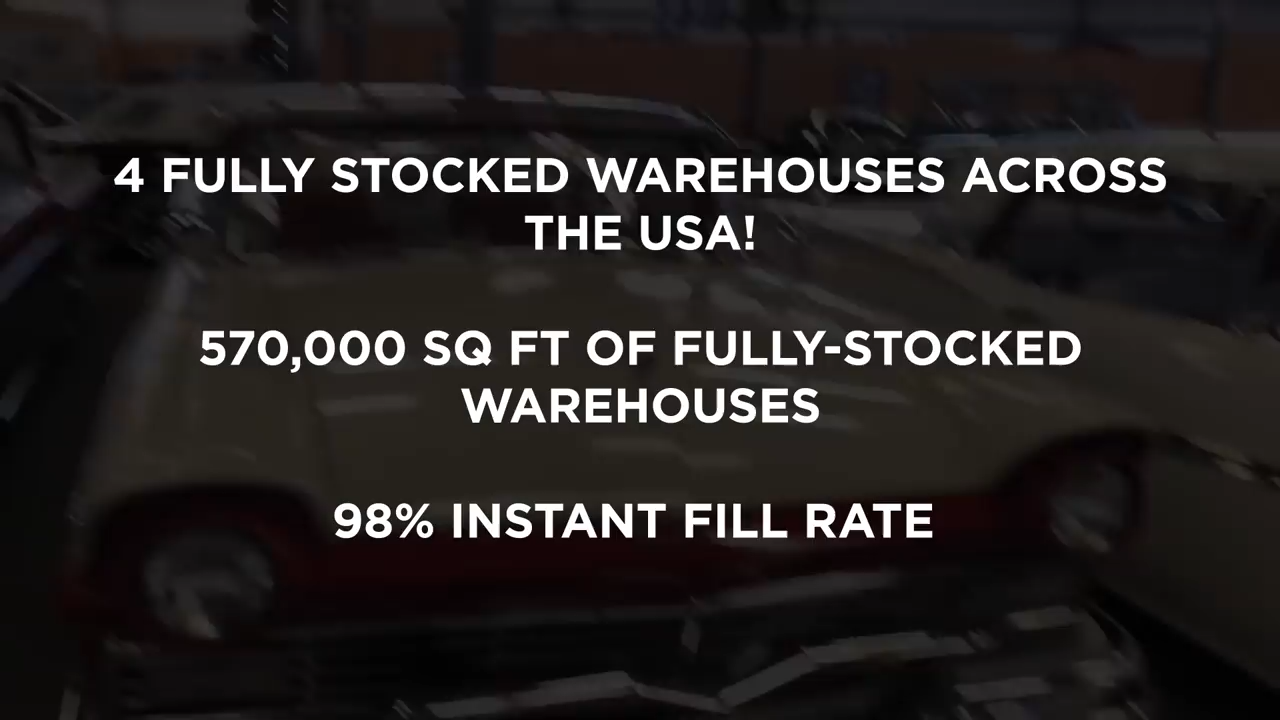 4 FULLY STOCKED WAREHOUSES ACROSS
THE USA!
570,000 SQ FT OF FULLY-STOCKED
WAREHOUSES
98% INSTANT FILL RATE